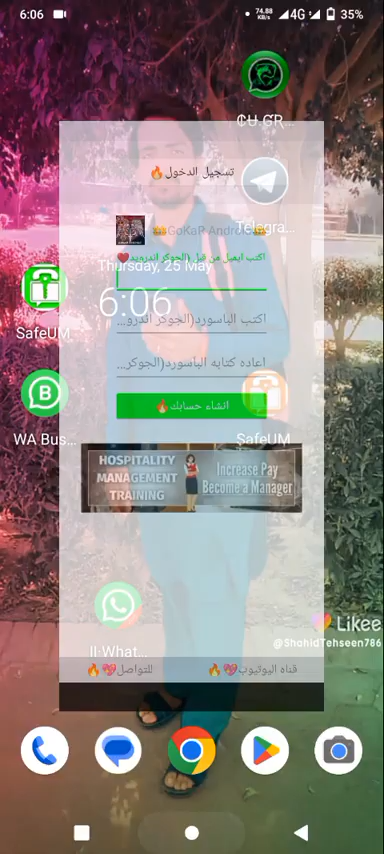 6:06
74.88 KB/s 4G 35%
₵Ʉ.₲Ɍ...
تسجيل الدخول🔥
Telegra...
GoKaR Andro
اكتب ايميل من قبل (الجوكر اندرويد♥️
Thursday, 25 May
6:06
اكتب الباسورد(الجوكر اندرو...
SafeUM
اعاده كتابه الباسورد(الجوكر...
انشاء حسابك🔥
WA Bus...
SafeUM
HOSPITALITY
MANAGEMENT
TRAINING
Increase Pay
Become a Manager
Likee
@ShahidTehseen786
II·What...
للتواصل💖🔥
قناه اليوتيوب💖🔥